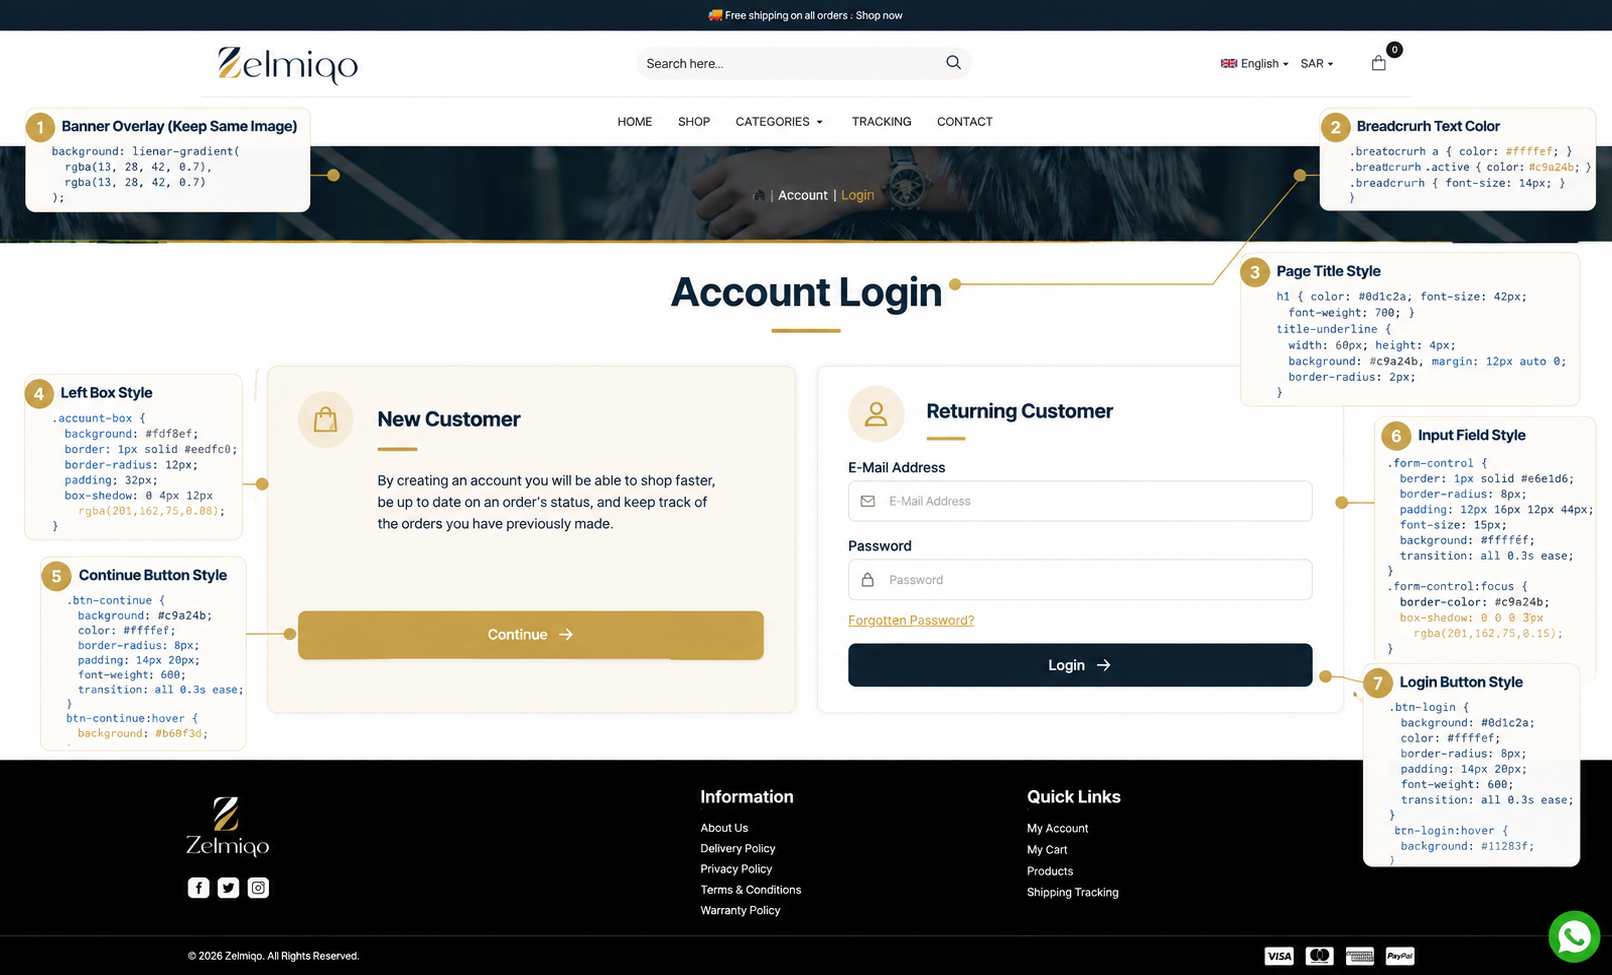 Free shipping on all orders : Shop now
Zelmiqo
Search here...
English
SAR
0
HOME SHOP CATEGORIES TRACKING CONTACT
1 Banner Overlay (Keep Same Image)
background: lienar-gradient(
rgba(13, 28, 42, 0.7),
rgba(13, 28, 42, 0.7)
);
2 Breadcrurh Text Color
.breatocrurh a { color: #ffffef; }
.breatdcrurh .active { color: #c9a24b; }
.breadcrurh { font-size: 14px; }
}
| Account | Login
Account Login
3 Page Title Style
h1 { color: #0d1c2a; font-size: 42px;
font-weight: 700; }
title-underline {
width: 60px; height: 4px;
background: #c9a24b, margin: 12px auto 0;
border-radius: 2px;
}
4 Left Box Style
.account-box {
background: #fdf8ef;
border: 1px solid #eedfc0;
border-radius: 12px;
padding; 32px;
box-shedow: 0 4px 12px
rgba(201,162,75,0.08);
}
5 Continue Button Style
.btn-continue {
background: #c9a24b;
color: #ffffef;
border-radius: 8px;
padding: 14px 20px;
font-weight: 600;
transition: all 0.3s ease;
}
btn-continue:hover {
background: #b60f3d;
New Customer
By creating an account you will be able to shop faster,
be up to date on an order's status, and keep track of
the orders you have previously made.
Continue →
Returning Customer
E-Mail Address
E-Mail Address
Password
Password
Forgotten Password?
Login →
6 Input Field Style
.form-control {
berder: 1px solid #e6e1d6;
border-radius: 8px;
padding: 12px 16px 12px 44px;
font-size: 15px;
background: #ffffef;
transition: all 0.3s ease;
}
.form-control:focus {
border-color: #c9a24b;
box-shedow: 0 0 0 3px
rgba(201,162,75,0.15);
}
7 Login Button Style
.btn-login {
background: #0d1c2a;
color: #ffffef;
border-radius: 8px;
padding: 14px 20px;
font-weight: 600;
transition: all 0.3s ease;
}
btn-login:hover {
background: #11283f;
}
Zelmiqo
Information
About Us
Delivery Policy
Privacy Policy
Terms & Conditions
Warranty Policy
Quick Links
My Account
My Cart
Products
Shipping Tracking
© 2026 Zelmiqo. All Rights Reserved.
VISA
PayPal